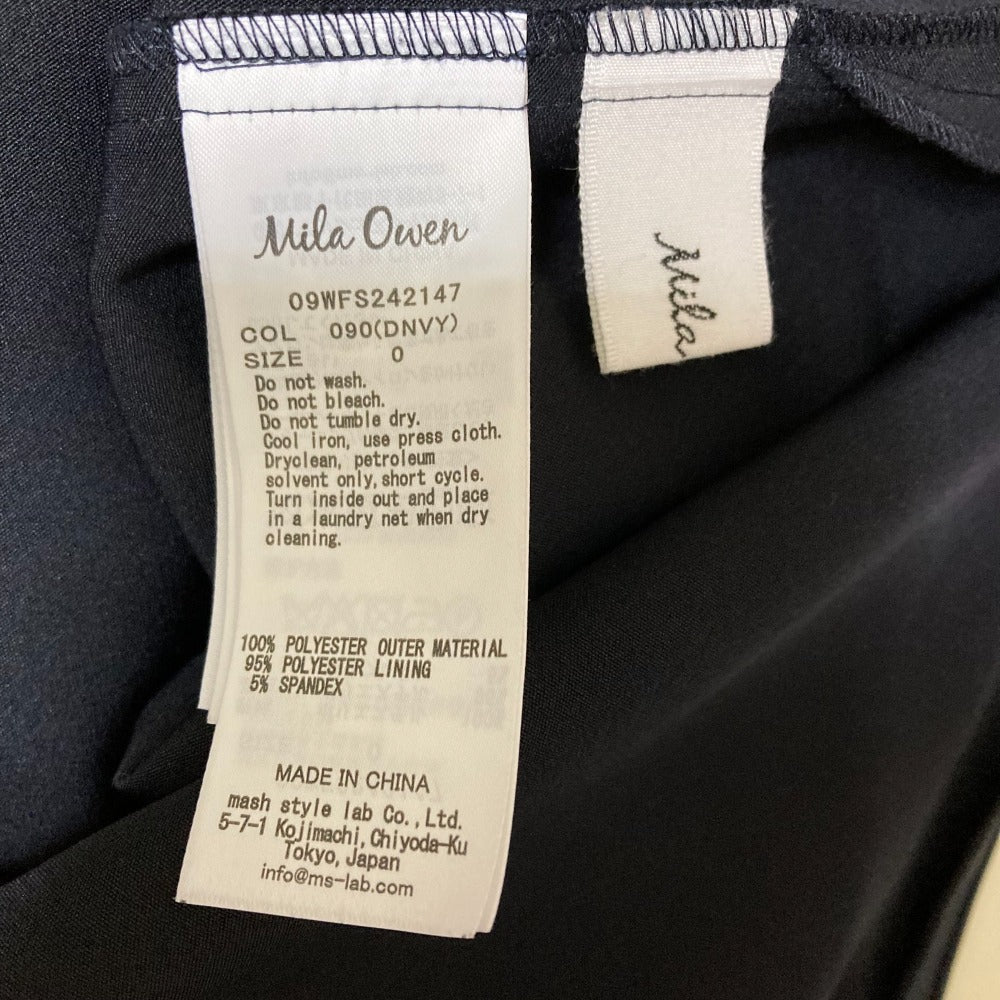 Mila Owen
09WFS242147
COL 090(DNVY)
SIZE 0
Do not wash.
Do not bleach.
Do not tumble dry.
Cool iron, use press cloth.
Dryclean, petroleum
solvent only,short cycle.
Turn inside out and place
in a laundry net when dry
cleaning.
100% POLYESTER OUTER MATERIAL
95% POLYESTER LINING
5% SPANDEX
MADE IN CHINA
mash style lab Co.,Ltd.
5-7-1 Kojimachi,Chiyoda-Ku
Tokyo,Japan
info@ms-lab.com
Mila